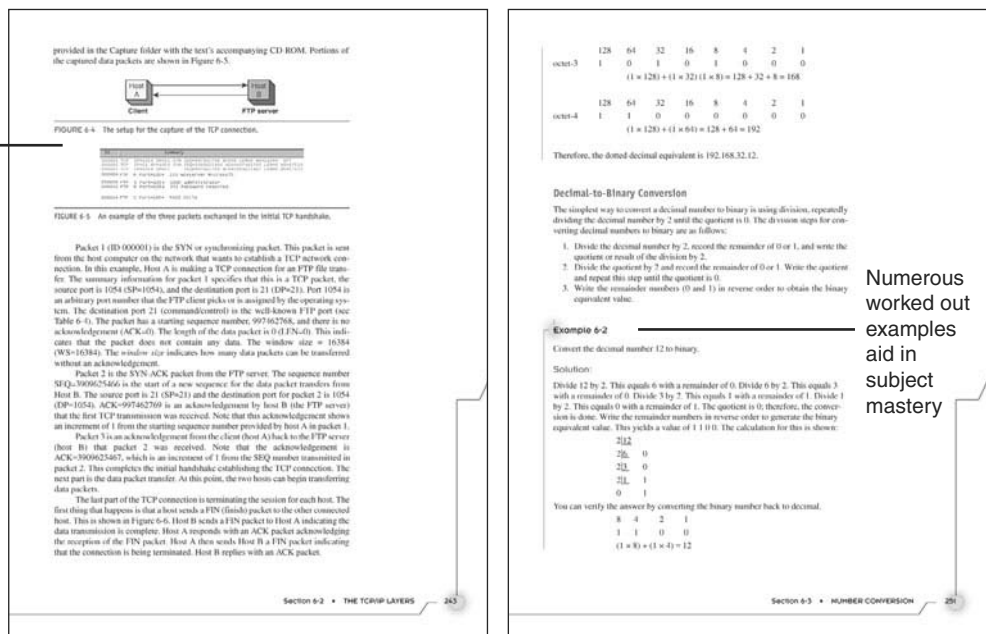 provided in the Capture folder with the text's accompanying CD-ROM. Portions of
the captured data packets are shown in Figure 6-5.
Host
A
Host
B
Client
FTP server
FIGURE 6-4 The setup for the capture of the TCP connection.
FIGURE 6-5 An example of the three packets exchanged in the initial TCP handshake.
Packet 1 (ID 000001) is the SYN or synchronizing packet. This packet is sent
from the host computer on the network that wants to establish a TCP network con-
nection. In this example, Host A is making a TCP connection for an FTP file trans-
fer. The summary information for packet 1 specifies that this is a TCP packet, the
source port is 1054 (SP=1054), and the destination port is 21 (DP=21). Port 1054 is
an arbitrary port number that the FTP client picks or is assigned by the operating sys-
tem. The destination port 21 (command/control) is the well-known FTP port (see
Table 6-4). The packet has a starting sequence number, 997462768, and there is no
acknowledgement (ACK=0). The length of the data packet is 0 (LEN=0). This indi-
cates that the packet does not contain any data. The window size = 16384
(WS=16384). The window size indicates how many data packets can be transferred
without an acknowledgement.
Packet 2 is the SYN-ACK packet from the FTP server. The sequence number
SEQ=3909625466 is the start of a new sequence for the data packet transfers from
Host B. The source port is 21 (SP=21) and the destination port for packet 2 is 1054
(DP=1054). ACK=997462769 is an acknowledgement by host B (the FTP server)
that the first TCP transmission was received. Note that this acknowledgement shows
an increment of 1 from the starting sequence number provided by host A in packet 1.
Packet 3 is an acknowledgement from the client (host A) back to the FTP server
(host B) that packet 2 was received. Note that the acknowledgement is
ACK=3909625467, which is an increment of 1 from the SEQ number transmitted in
packet 2. This completes the initial handshake establishing the TCP connection. The
next part is the data packet transfer. At this point, the two hosts can begin transferring
data packets.
The last part of the TCP connection is terminating the session for each host. The
first thing that happens is that a host sends a FIN (finish) packet to the other connected
host. This is shown in Figure 6-6. Host B sends a FIN packet to Host A indicating the
data transmission is complete. Host A responds with an ACK packet acknowledging
the reception of the FIN packet. Host A then sends Host B a FIN packet indicating
that the connection is being terminated. Host B replies with an ACK packet.
Section 6-2 • THE TCP/IP LAYERS 243
128 64 32 16 8 4 2 1
octet-3 1 0 1 0 1 0 0 0
(1 × 128) + (1 × 32) (1 × 8) = 128 + 32 + 8 = 168
128 64 32 16 8 4 2 1
octet-4 1 1 0 0 0 0 0 0
(1 × 128) + (1 × 64) = 128 + 64 = 192
Therefore, the dotted decimal equivalent is 192.168.32.12.
Decimal-to-Binary Conversion
The simplest way to convert a decimal number to binary is using division, repeatedly
dividing the decimal number by 2 until the quotient is 0. The division steps for con-
verting decimal numbers to binary are as follows:
1. Divide the decimal number by 2, record the remainder of 0 or 1, and write the
quotient or result of the division by 2.
2. Divide the quotient by 2 and record the remainder of 0 or 1. Write the quotient
and repeat this step until the quotient is 0.
3. Write the remainder numbers (0 and 1) in reverse order to obtain the binary
equivalent value.
Example 6-2
Convert the decimal number 12 to binary.
Solution:
Divide 12 by 2. This equals 6 with a remainder of 0. Divide 6 by 2. This equals 3
with a remainder of 0. Divide 3 by 2. This equals 1 with a remainder of 1. Divide 1
by 2. This equals 0 with a remainder of 1. The quotient is 0; therefore, the conver-
sion is done. Write the remainder numbers in reverse order to generate the binary
equivalent value. This yields a value of 1 1 0 0. The calculation for this is shown:
2|12
2|6 0
2|3 0
2|1 1
0 1
You can verify the answer by converting the binary number back to decimal.
8 4 2 1
1 1 0 0
(1 × 8) + (1 × 4) = 12
Section 6-3 • NUMBER CONVERSION 251
Numerous
worked out
examples
aid in
subject
mastery